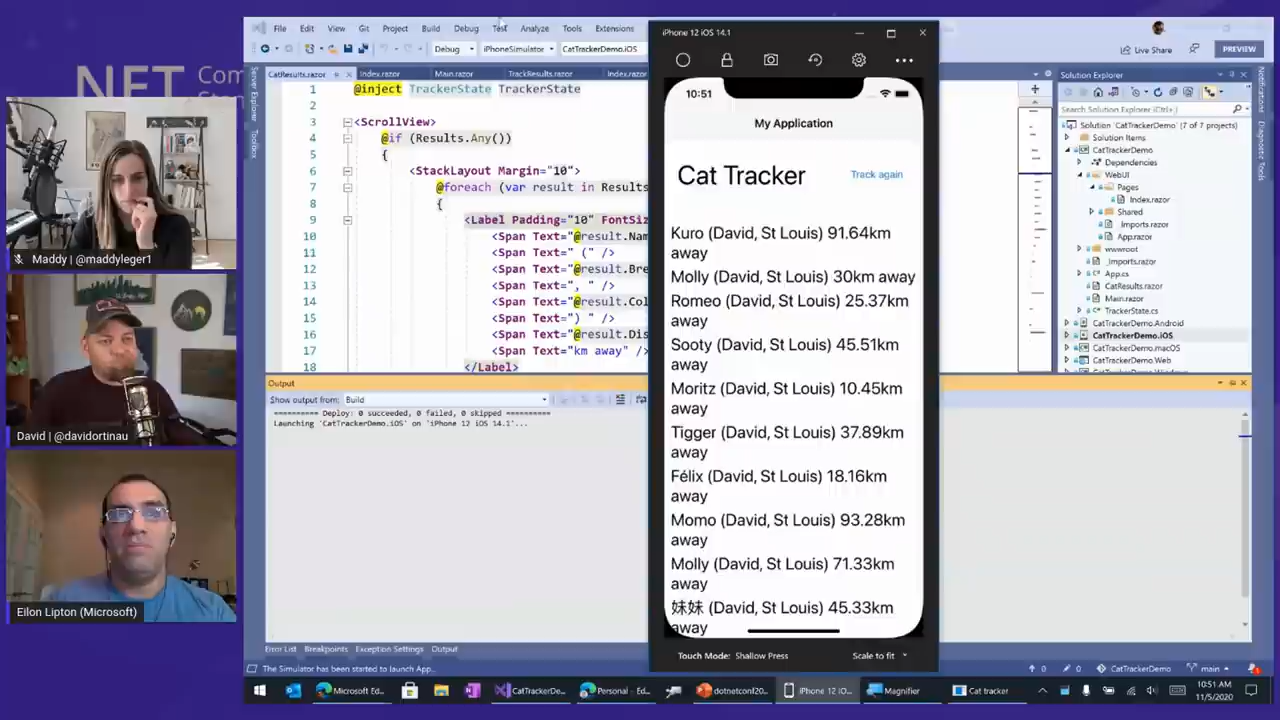 .NET Con
Maddy | @maddyleger1
David | @davidortinau
Eilon Lipton (Microsoft)
File Edit View Git Project Build Debug Test Analyze Tools Extensions
Live Share
PREVIEW
Debug iPhoneSimulator CatTrackerDemo.iOS
CatResults.razor Index.razor Main.razor TrackResults.razor Index.razor
Server Explorer
Toolbox
1 @inject TrackerState TrackerState
2
3 <ScrollView>
4 @if (Results.Any())
5 {
6 <StackLayout Margin="10">
7 @foreach (var result in Results
8 {
9 <Label Padding="10" FontSiz
10 <Span Text="@result.Nam
11 <Span Text=" (" />
12 <Span Text="@result.Bre
13 <Span Text=", " />
14 <Span Text="@result.Col
15 <Span Text=") " />
16 <Span Text="@result.Dis
17 <Span Text="km away" />
18 </Label>
Output
Show output from: Build
========== Deploy: 0 succeeded, 0 failed, 0 skipped ==========
Launching 'CatTrackerDemo.iOS' on 'iPhone 12 iOS 14.1'...
Error List Breakpoints Exception Settings Output
The Simulator has been started to launch App...
iPhone 12 iOS 14.1
10:51
My Application
Cat Tracker
Track again
Kuro (David, St Louis) 91.64km
away
Molly (David, St Louis) 30km away
Romeo (David, St Louis) 25.37km
away
Sooty (David, St Louis) 45.51km
away
Moritz (David, St Louis) 10.45km
away
Tigger (David, St Louis) 37.89km
away
Félix (David, St Louis) 18.16km
away
Momo (David, St Louis) 93.28km
away
Molly (David, St Louis) 71.33km
away
妹妹 (David, St Louis) 45.33km
away
Touch Mode: Shallow Press
Scale to fit
Solution Explorer
Search Solution Explorer (Ctrl+;)
Solution 'CatTrackerDemo' (7 of 7 projects)
Solution Items
CatTrackerDemo
Dependencies
WebUI
Pages
Index.razor
Shared
_Imports.razor
App.razor
wwwroot
_Imports.razor
App.cs
CatResults.razor
Main.razor
TrackerState.cs
CatTrackerDemo.Android
CatTrackerDemo.iOS
CatTrackerDemo.macOS
CatTrackerDemo.Web
Notifications
Diagnostic Tools
0 0 CatTrackerDemo main
Microsoft Ed... CatTrackerDe... Personal - Ed... dotnetconf20... iPhone 12 iO... Magnifier Cat tracker
10:51 AM
11/5/2020